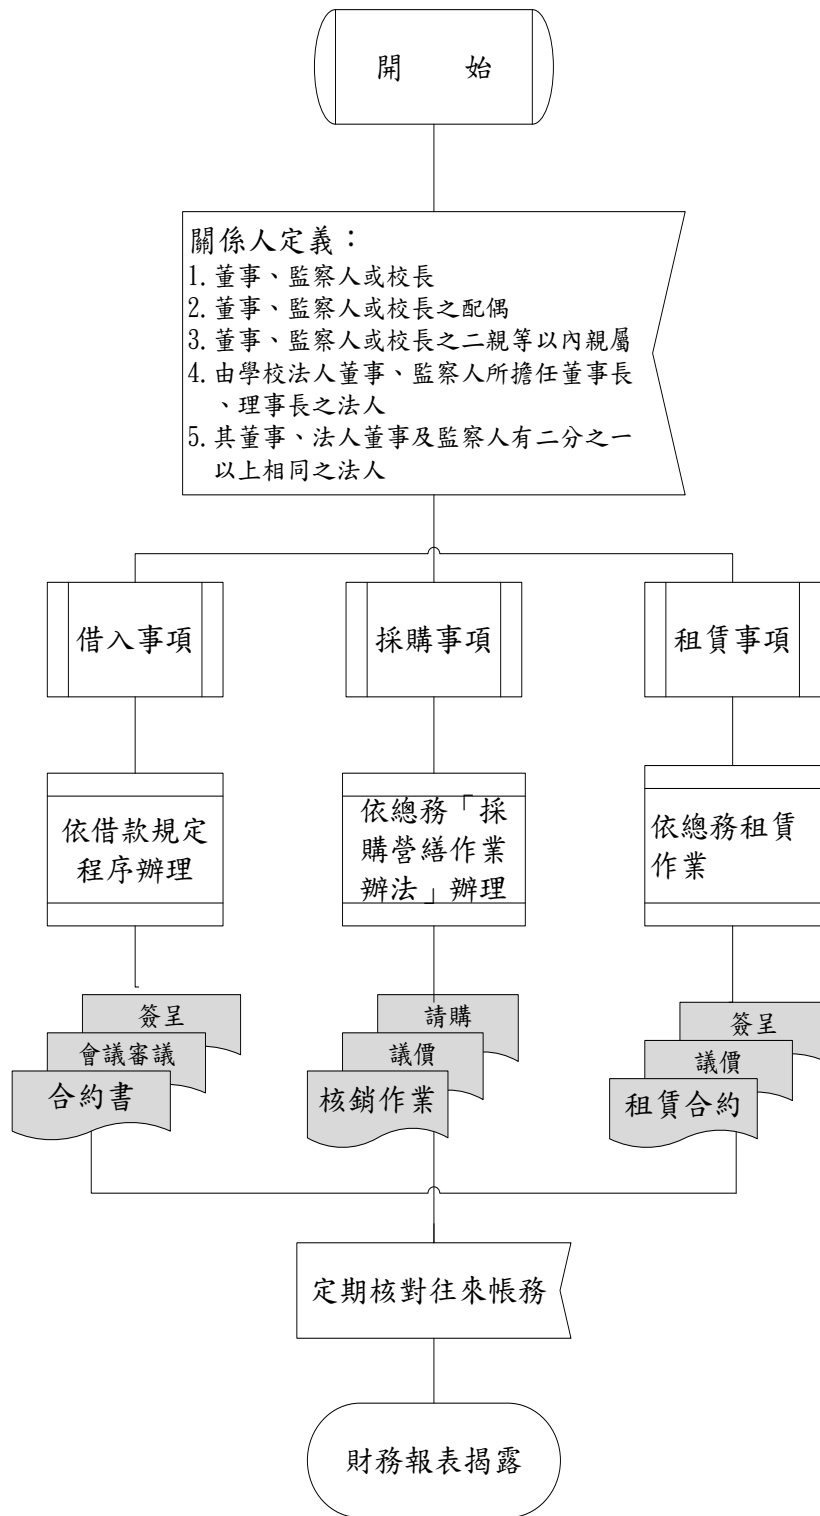 開　　始
關係人定義：
1.董事、監察人或校長
2.董事、監察人或校長之配偶
3.董事、監察人或校長之二親等以內親屬
4.由學校法人董事、監察人所擔任董事長
、理事長之法人
5.其董事、法人董事及監察人有二分之一
以上相同之法人
借入事項
採購事項
租賃事項
依借款規定
程序辦理
依總務「採
購營繕作業
辦法」辦理
依總務租賃
作業
簽呈
會議審議
合約書
請購
議價
核銷作業
簽呈
議價
租賃合約
定期核對往來帳務
財務報表揭露